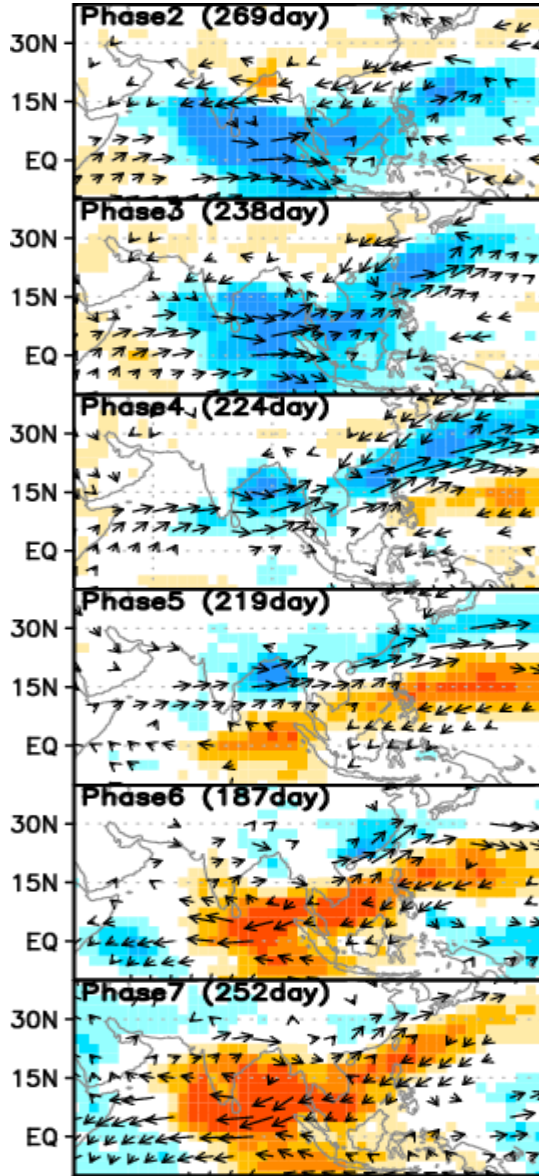 Phase2 (269day)
30N
15N
EQ
Phase3 (238day)
30N
15N
EQ
Phase4 (224day)
30N
15N
EQ
Phase5 (219day)
30N
15N
EQ
Phase6 (187day)
30N
15N
EQ
Phase7 (252day)
30N
15N
EQ